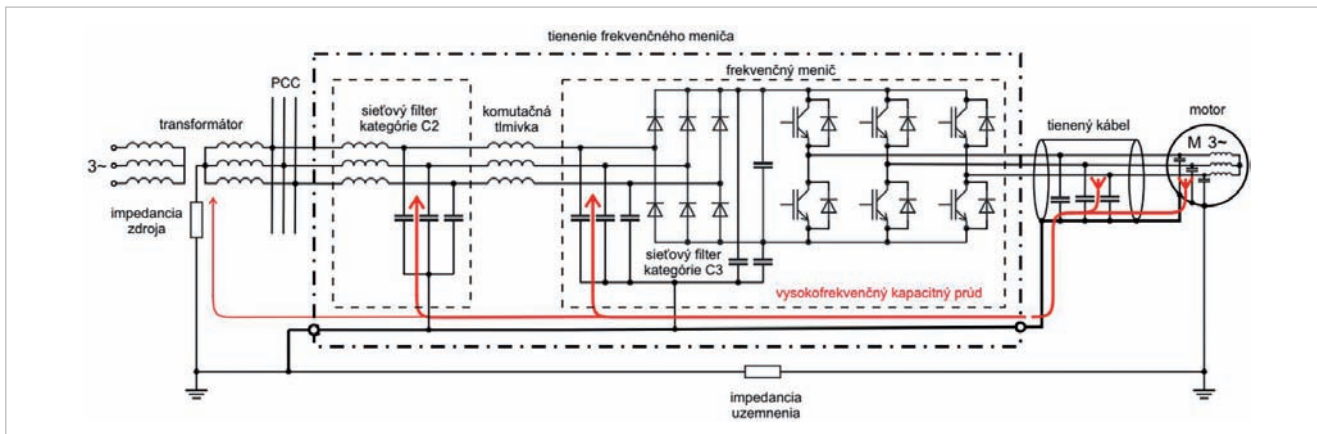 tienenie frekvenčného meniča
PCC
frekvenčný menič
sieťový filter
kategórie C2
komutačná
tlmivka
transformátor
motor
tienený kábel
M 3~
3~
impedancia
zdroja
sieťový filter
kategórie C3
vysokofrekvenčný kapacitný prúd
impedancia
uzemnenia